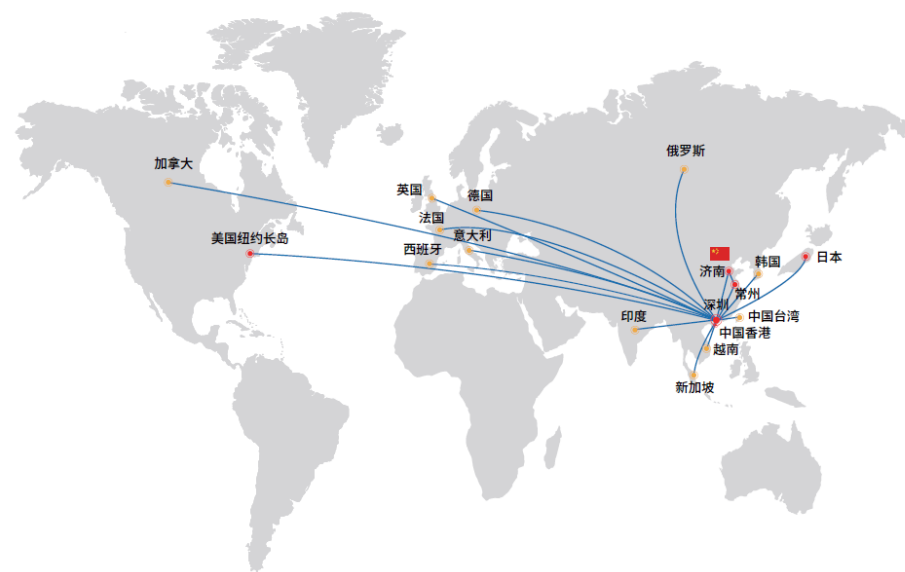 加拿大
俄罗斯
英国
德国
法国
美国纽约长岛
意大利
西班牙
济南
韩国
日本
常州
深圳
印度
中国台湾
中国香港
越南
新加坡